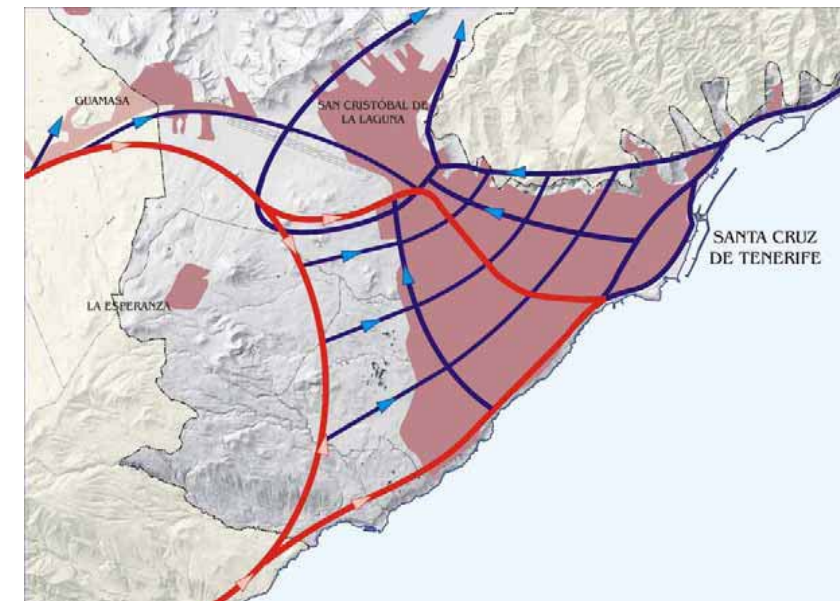 GUAMASA
SAN CRISTÓBAL DE
LA LAGUNA
SANTA CRUZ
DE TENERIFE
LA ESPERANZA